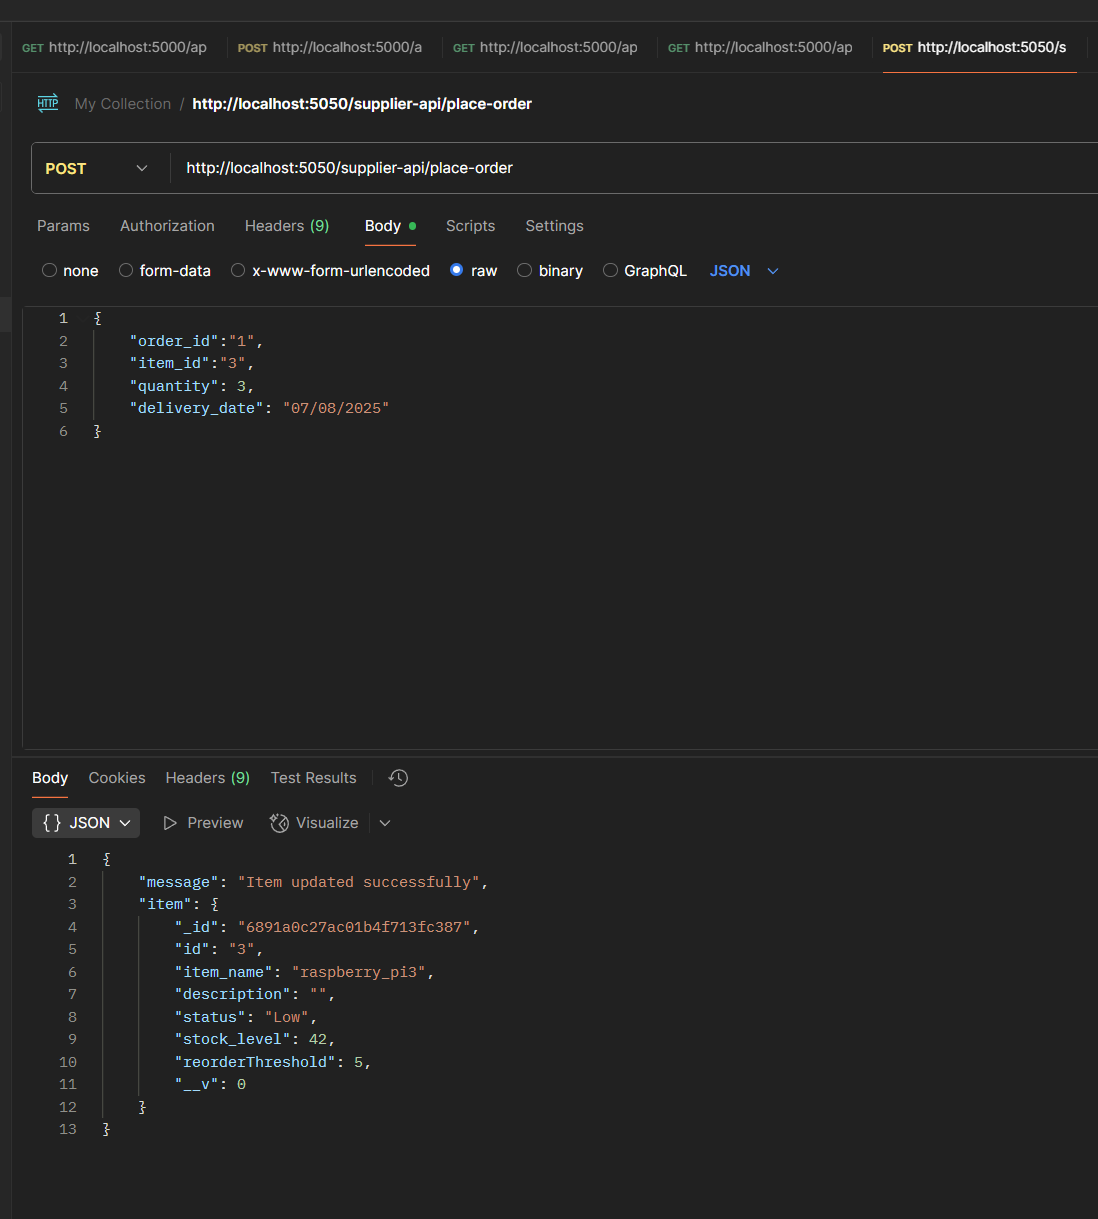 GET http://localhost:5000/ap POST http://localhost:5000/a GET http://localhost:5000/ap GET http://localhost:5000/ap POST http://localhost:5050/s
HTTP My Collection / http://localhost:5050/supplier-api/place-order
POST http://localhost:5050/supplier-api/place-order
Params Authorization Headers (9) Body Scripts Settings
none form-data x-www-form-urlencoded raw binary GraphQL JSON
1 {
2 "order_id":"1",
3 "item_id":"3",
4 "quantity": 3,
5 "delivery_date": "07/08/2025"
6 }
Body Cookies Headers (9) Test Results
{} JSON Preview Visualize
1 {
2 "message": "Item updated successfully",
3 "item": {
4 "_id": "6891a0c27ac01b4f713fc387",
5 "id": "3",
6 "item_name": "raspberry_pi3",
7 "description": "",
8 "status": "Low",
9 "stock_level": 42,
10 "reorderThreshold": 5,
11 "__v": 0
12 }
13 }